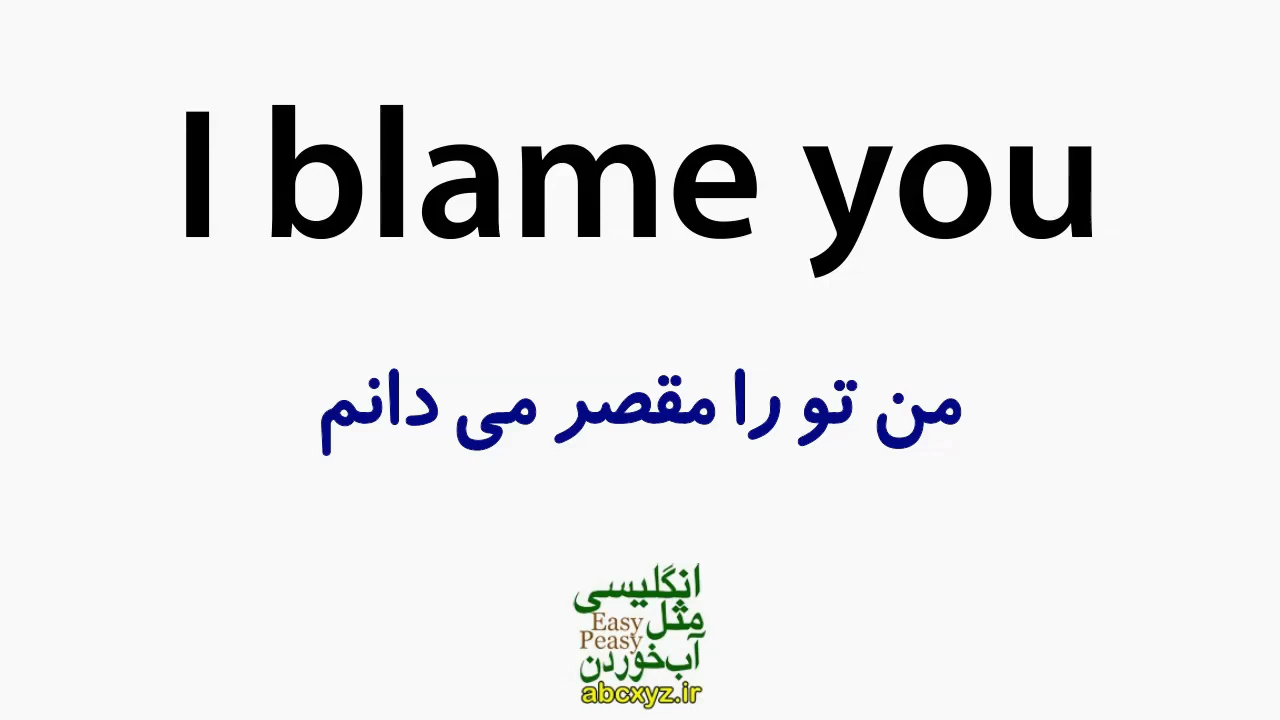 I blame you
من تو را مقصر می دانم
انگلیسی
مثل
Easy
Peasy
آب‌خوردن
abcxyz.ir